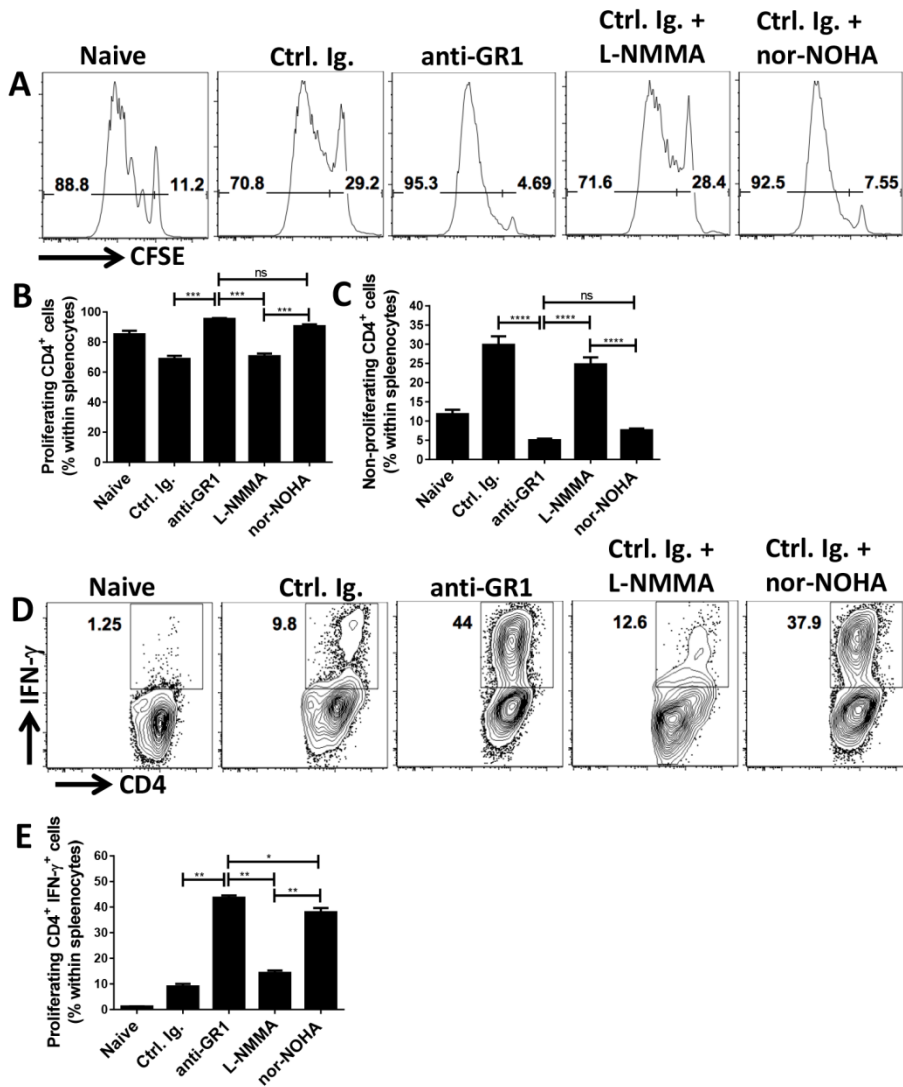 Naive
Ctrl. Ig.
anti-GR1
Ctrl. Ig. +
L-NMMA
Ctrl. Ig. +
nor-NOHA
A
88.8
11.2
70.8
29.2
95.3
4.69
71.6
28.4
92.5
7.55
CFSE
B
Proliferating CD4+ cells
(% within spleenocytes)
100
80
60
40
20
0
***
***
***
ns
Naive
Ctrl. Ig.
anti-GR1
L-NMMA
nor-NOHA
C
Non-proliferating CD4+ cells
(% within spleenocytes)
40
35
30
25
20
15
10
5
0
****
****
****
ns
Naive
Ctrl. Ig.
anti-GR1
L-NMMA
nor-NOHA
Naive
Ctrl. Ig.
anti-GR1
Ctrl. Ig. +
L-NMMA
Ctrl. Ig. +
nor-NOHA
D
1.25
9.8
44
12.6
37.9
IFN-γ
CD4
E
Proliferating CD4+ IFN-γ+ cells
(% within spleenocytes)
60
50
40
30
20
10
0
**
**
**
*
Naive
Ctrl. Ig.
anti-GR1
L-NMMA
nor-NOHA